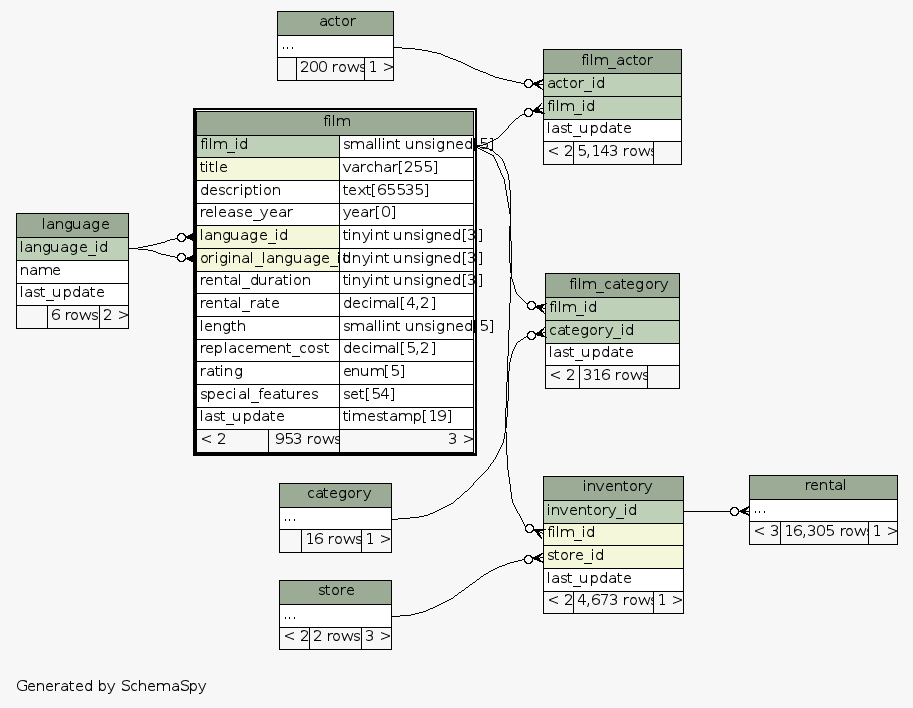 actor
...
200 rows 1 >
film_actor
actor_id
film_id
last_update
< 2 5,143 rows
film
film_id smallint unsigned[5]
title varchar[255]
description text[65535]
release_year year[0]
language_id tinyint unsigned[3]
original_language_id tinyint unsigned[3]
rental_duration tinyint unsigned[3]
rental_rate decimal[4,2]
length smallint unsigned[5]
replacement_cost decimal[5,2]
rating enum[5]
special_features set[54]
last_update timestamp[19]
< 2 953 rows 3 >
language
language_id
name
last_update
6 rows 2 >
film_category
film_id
category_id
last_update
< 2 316 rows
category
...
16 rows 1 >
inventory
inventory_id
film_id
store_id
last_update
< 2 4,673 rows 1 >
rental
...
< 3 16,305 rows 1 >
store
...
< 2 2 rows 3 >
Generated by SchemaSpy